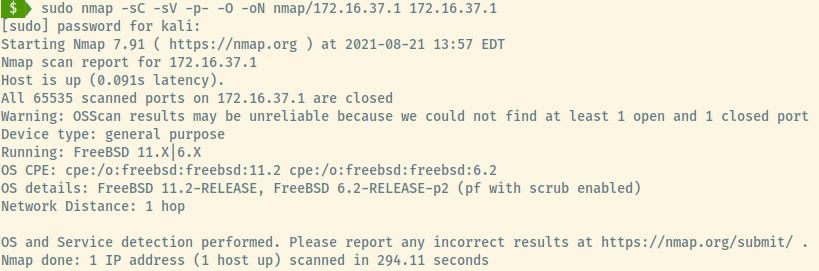 $ sudo nmap -sC -sV -p- -O -oN nmap/172.16.37.1 172.16.37.1
[sudo] password for kali:
Starting Nmap 7.91 ( https://nmap.org ) at 2021-08-21 13:57 EDT
Nmap scan report for 172.16.37.1
Host is up (0.091s latency).
All 65535 scanned ports on 172.16.37.1 are closed
Warning: OSScan results may be unreliable because we could not find at least 1 open and 1 closed port
Device type: general purpose
Running: FreeBSD 11.X|6.X
OS CPE: cpe:/o:freebsd:freebsd:11.2 cpe:/o:freebsd:freebsd:6.2
OS details: FreeBSD 11.2-RELEASE, FreeBSD 6.2-RELEASE-p2 (pf with scrub enabled)
Network Distance: 1 hop
OS and Service detection performed. Please report any incorrect results at https://nmap.org/submit/ .
Nmap done: 1 IP address (1 host up) scanned in 294.11 seconds